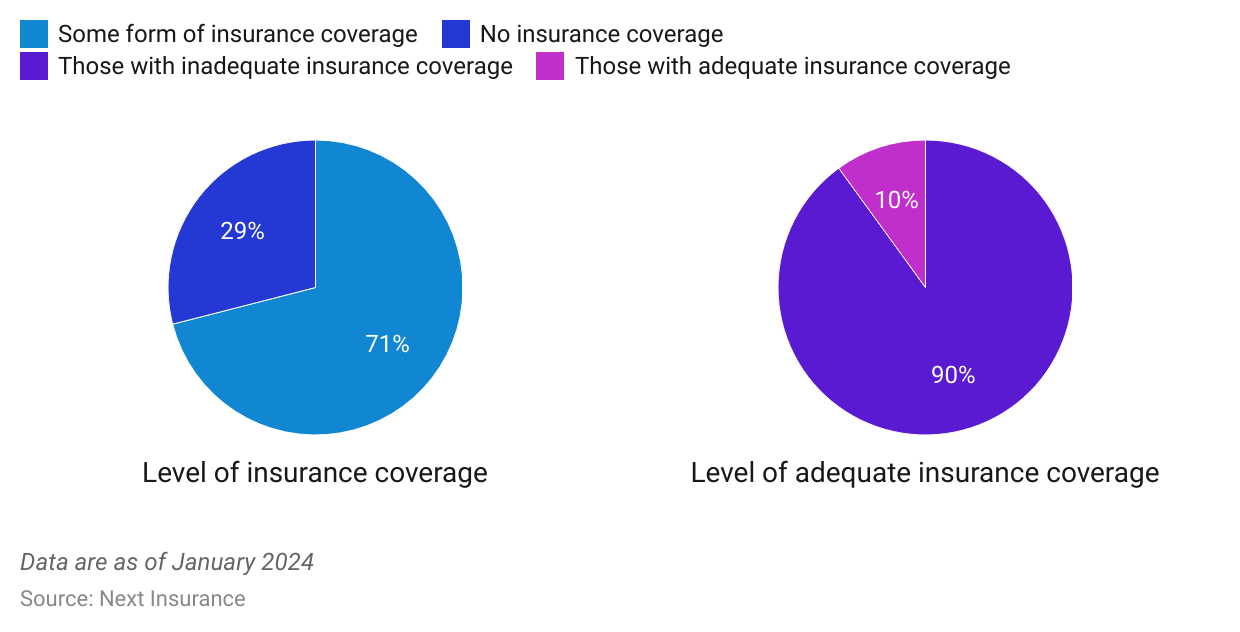 Some form of insurance coverage No insurance coverage
Those with inadequate insurance coverage Those with adequate insurance coverage
29%
71%
10%
90%
Level of insurance coverage
Level of adequate insurance coverage
Data are as of January 2024
Source: Next Insurance